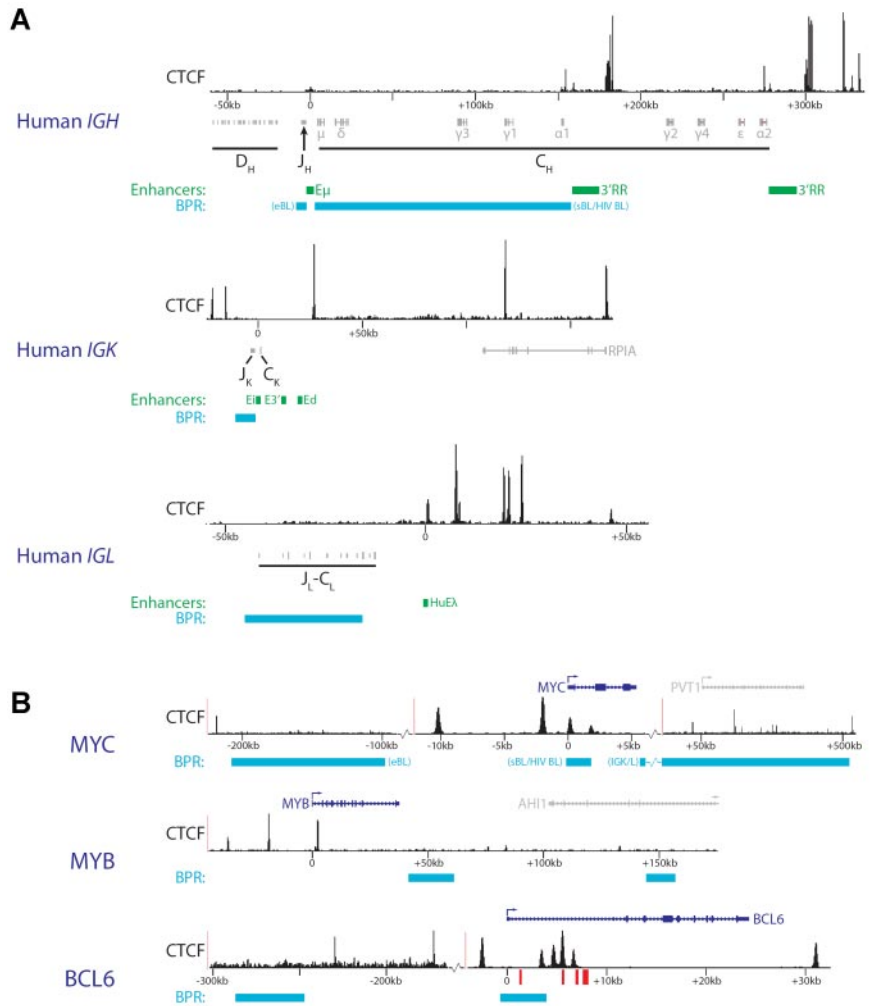 A
CTCF
-50kb 0 +100kb +200kb +300kb
Human IGH
μ δ γ3 γ1 α1 γ2 γ4 ε α2
DH JH CH
Enhancers: Eμ 3'RR 3'RR
BPR: (eBL) (sBL/HIV BL)
CTCF
0 +50kb
Human IGK
RPIA
JK CK
Enhancers: Ei E3' Ed
BPR:
CTCF
-50kb 0 +50kb
Human IGL
JL-CL
Enhancers: HuEλ
BPR:
B
MYC PVT1
CTCF
MYC
-200kb -100kb -10kb -5kb 0 +5kb +50kb +500kb
BPR: (eBL) (sBL/HIV BL) (IGK/L)
MYB AHI1
CTCF
MYB
0 +50kb +100kb +150kb
BPR:
BCL6
CTCF
BCL6
-300kb -200kb 0 +10kb +20kb +30kb
BPR: